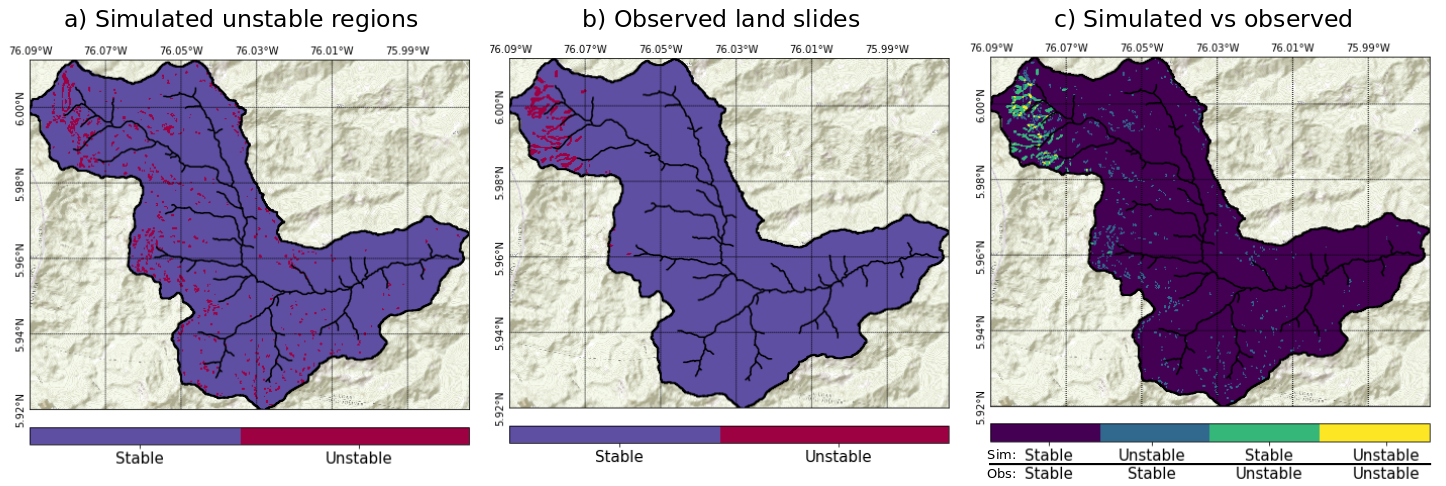 a) Simulated unstable regions
76.09°W 76.07°W 76.05°W 76.03°W 76.01°W 75.99°W
6.00°N
5.98°N
5.96°N
5.94°N
5.92°N
Stable Unstable
b) Observed land slides
76.09°W 76.07°W 76.05°W 76.03°W 76.01°W 75.99°W
6.00°N
5.98°N
5.96°N
5.94°N
5.92°N
Stable Unstable
c) Simulated vs observed
76.09°W 76.07°W 76.05°W 76.03°W 76.01°W 75.99°W
6.00°N
5.98°N
5.96°N
5.94°N
5.92°N
Sim: Stable Unstable Stable Unstable
Obs: Stable Stable Unstable Unstable